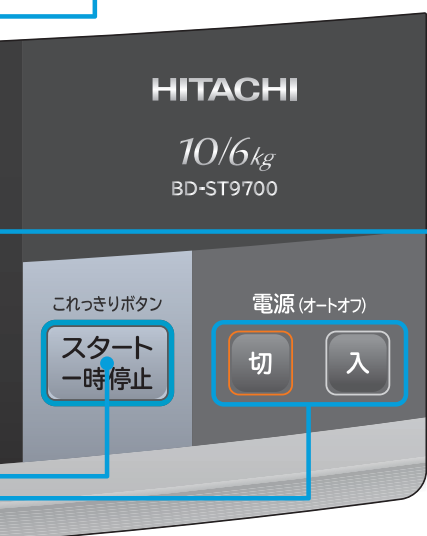 HITACHI
10/6kg
BD-ST9700
これっきりボタン
電源(オートオフ)
スタート
一時停止
切
入